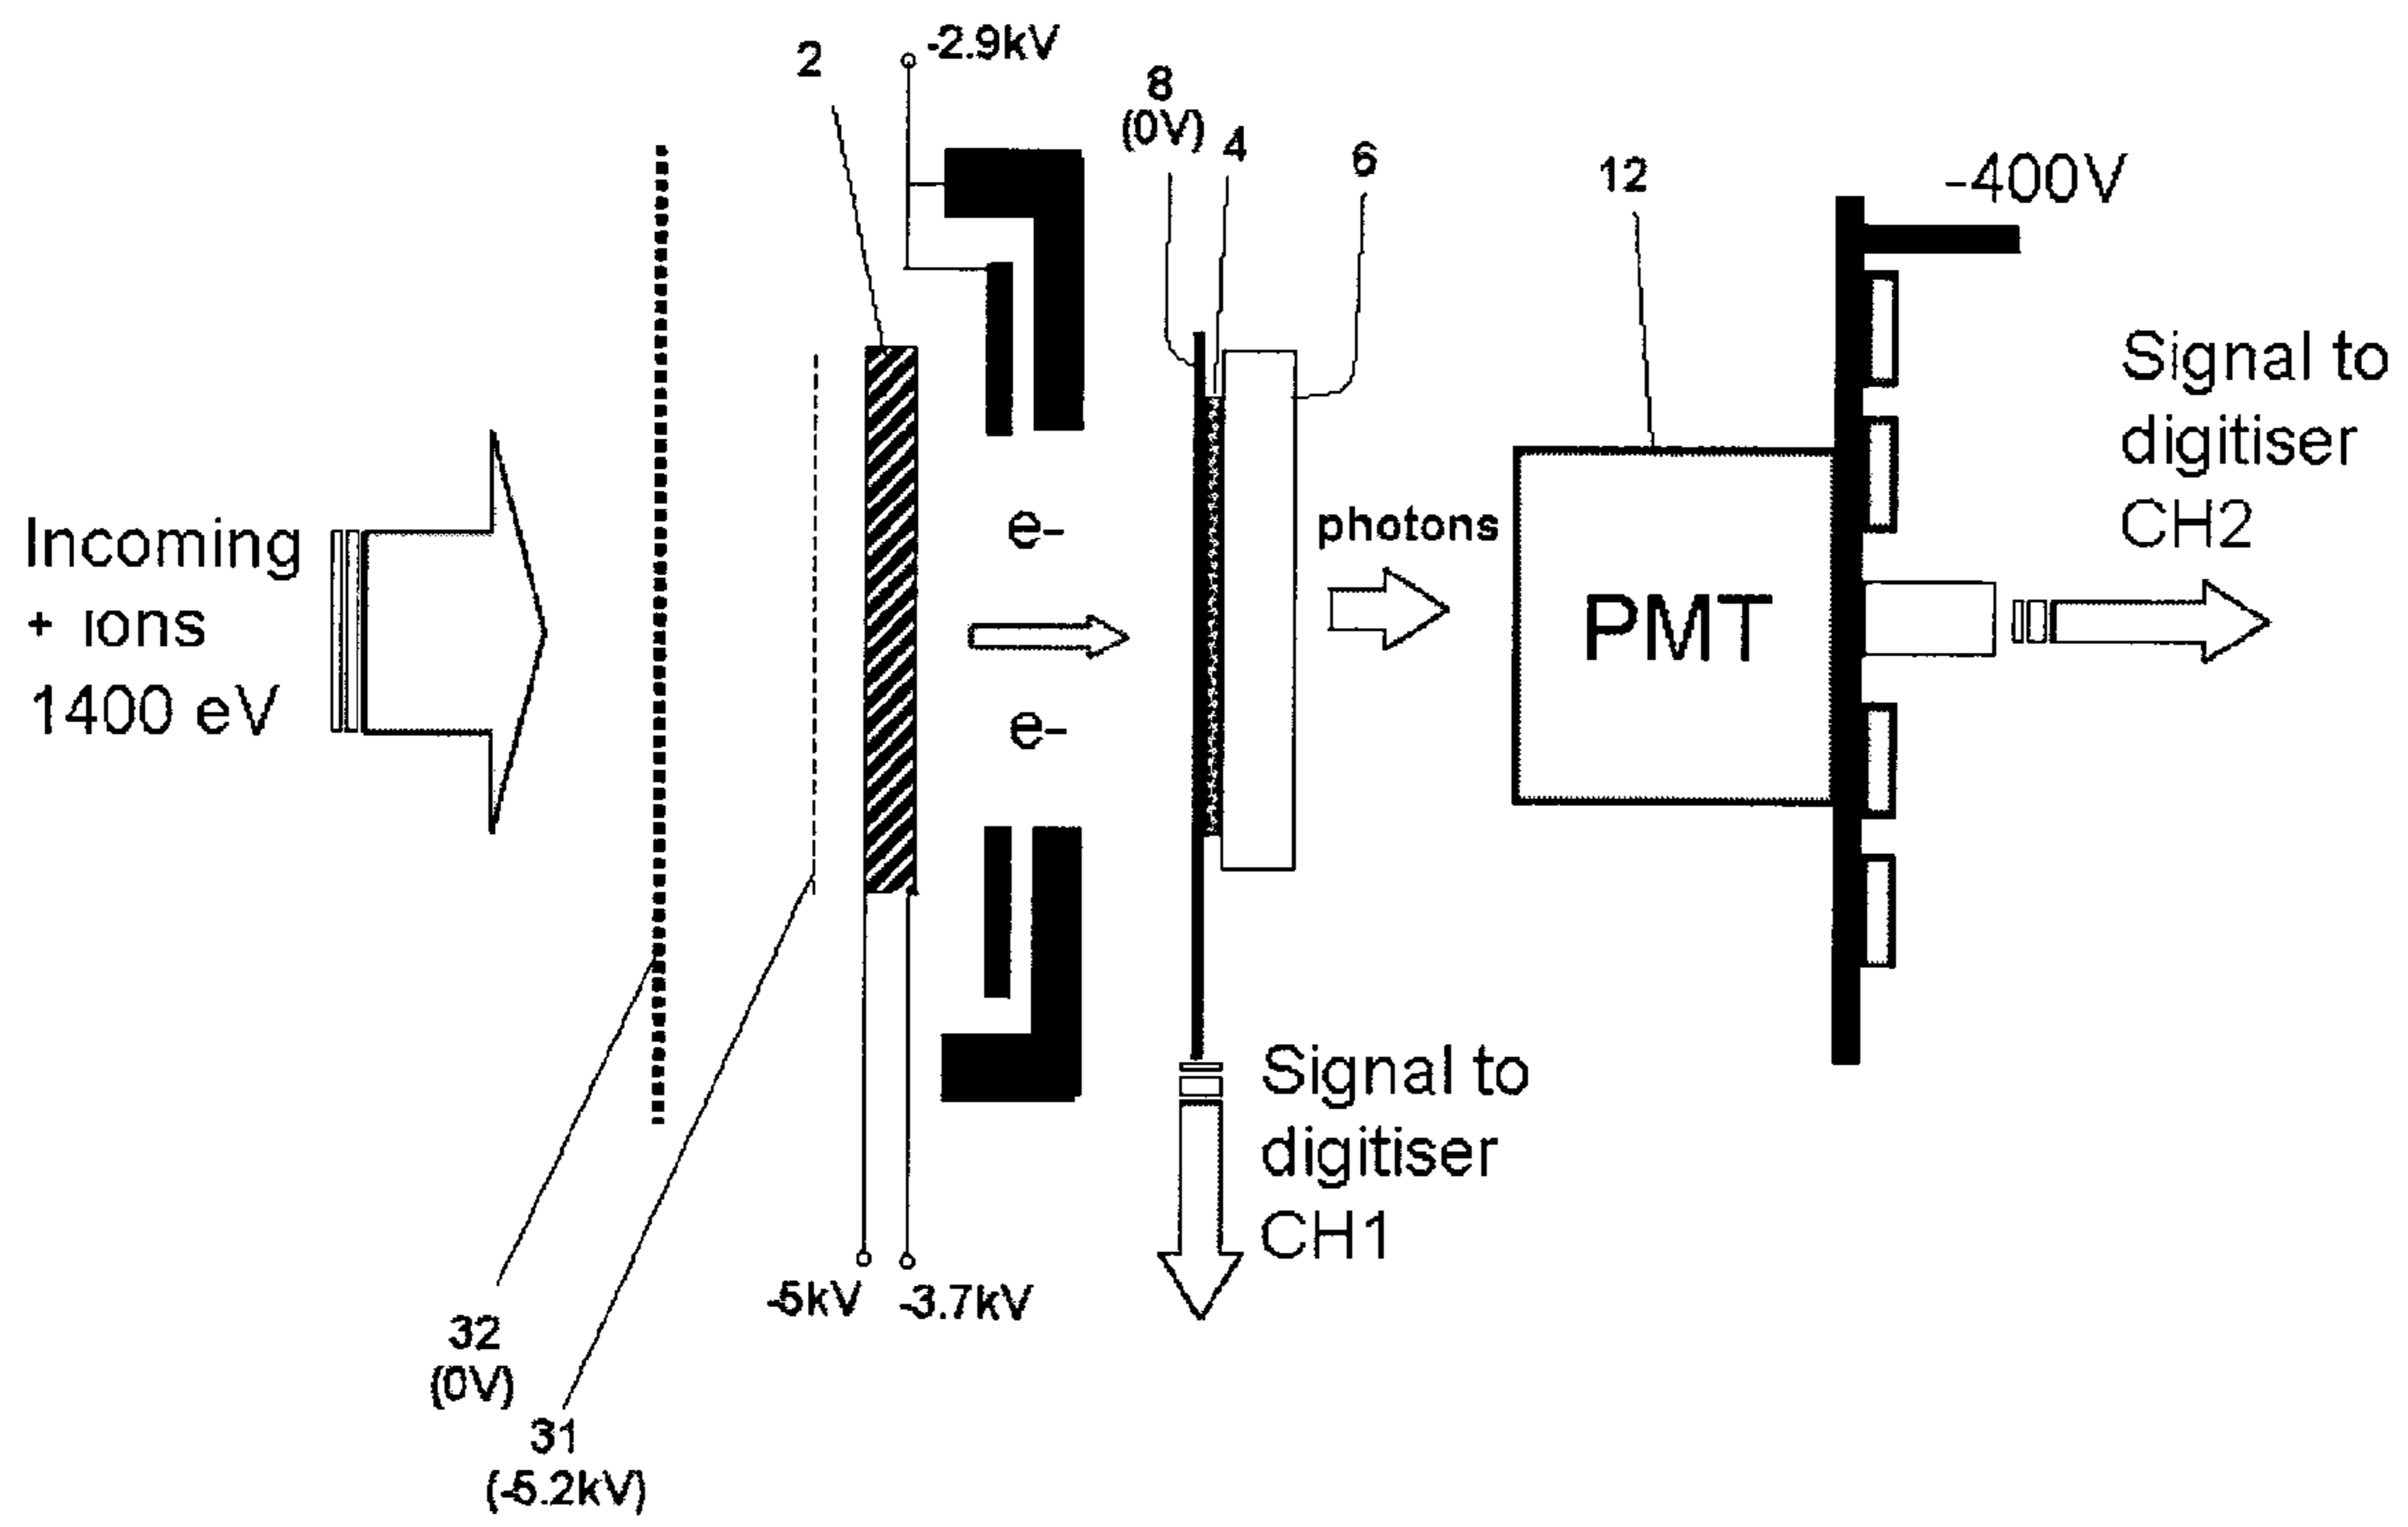 2
-2.9kV
8
(0V)
4
6
12
-400V
Incoming
+ ions
1400 eV
e-
e-
photons
PMT
Signal to
digitiser
CH2
Signal to
digitiser
CH1
-5kV
-3.7kV
32
(0V)
31
(-5.2kV)